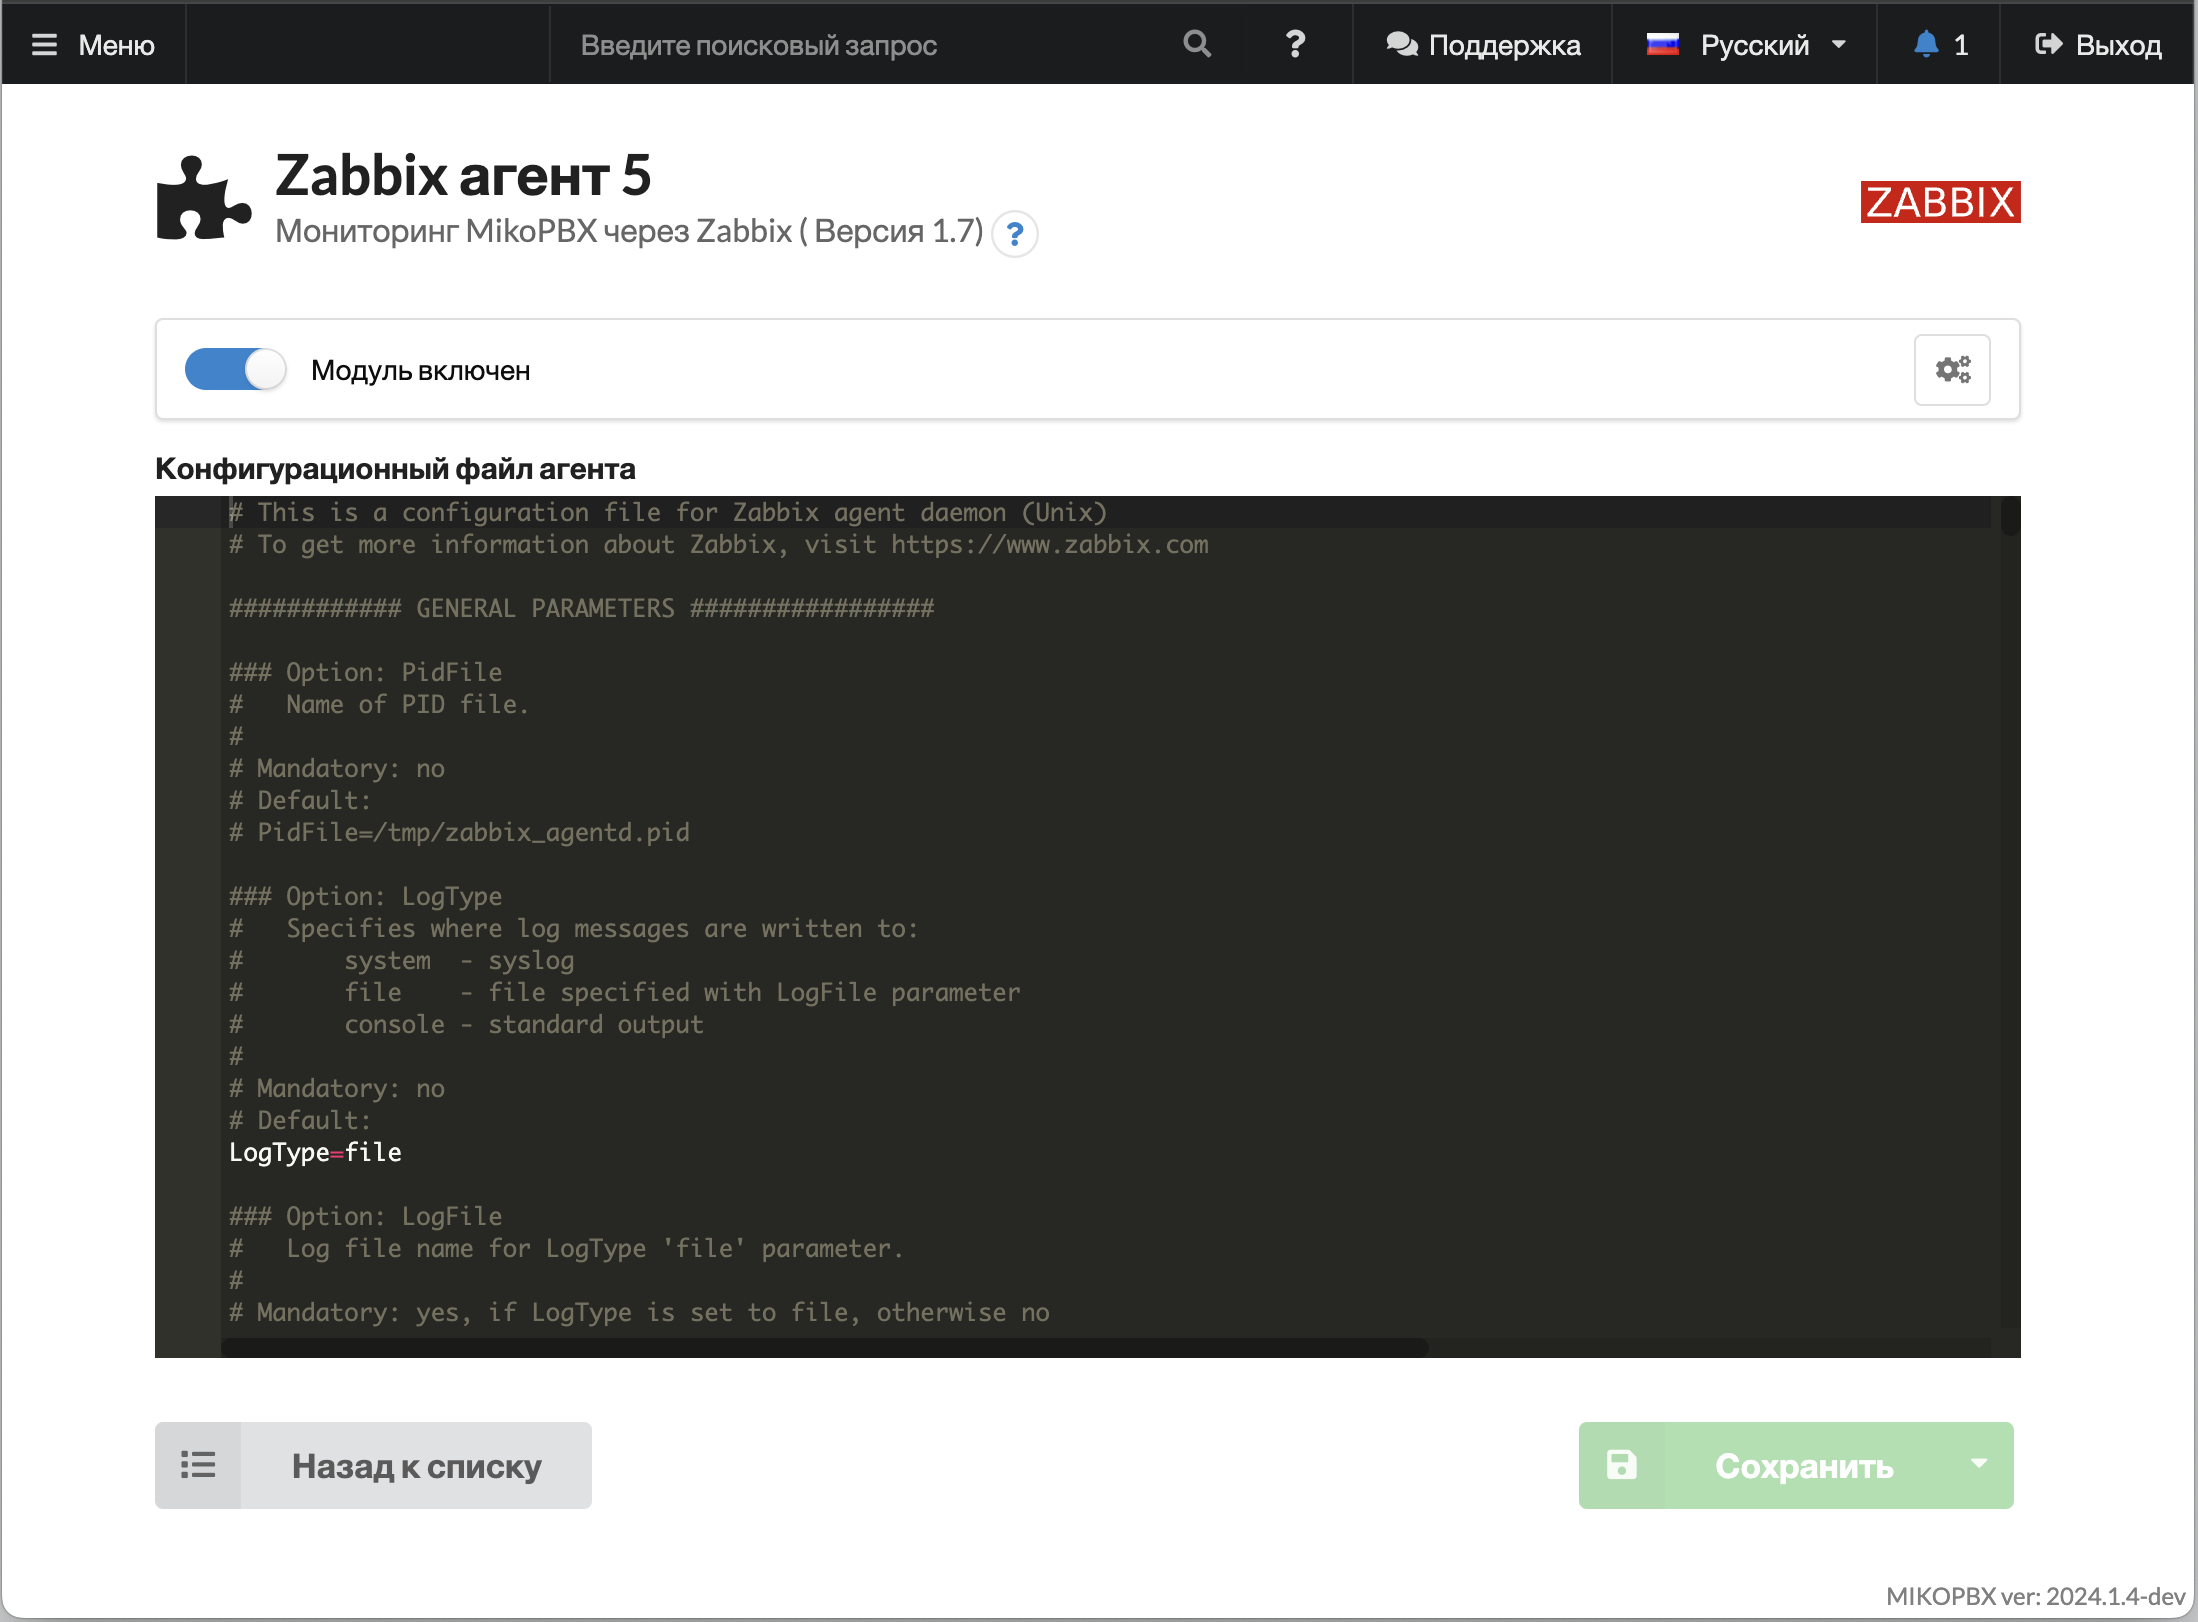 Меню
Введите поисковый запрос
?
Поддержка
Русский
1
Выход
Zabbix агент 5
Мониторинг MikoPBX через Zabbix ( Версия 1.7) ?
ZABBIX
Модуль включен
Конфигурационный файл агента
# This is a configuration file for Zabbix agent daemon (Unix)
# To get more information about Zabbix, visit https://www.zabbix.com
############ GENERAL PARAMETERS #################
### Option: PidFile
#   Name of PID file.
#
# Mandatory: no
# Default:
# PidFile=/tmp/zabbix_agentd.pid
### Option: LogType
#   Specifies where log messages are written to:
#       system  - syslog
#       file    - file specified with LogFile parameter
#       console - standard output
#
# Mandatory: no
# Default:
LogType=file
### Option: LogFile
#   Log file name for LogType 'file' parameter.
#
# Mandatory: yes, if LogType is set to file, otherwise no
Назад к списку
Сохранить
MIKOPBX ver: 2024.1.4-dev